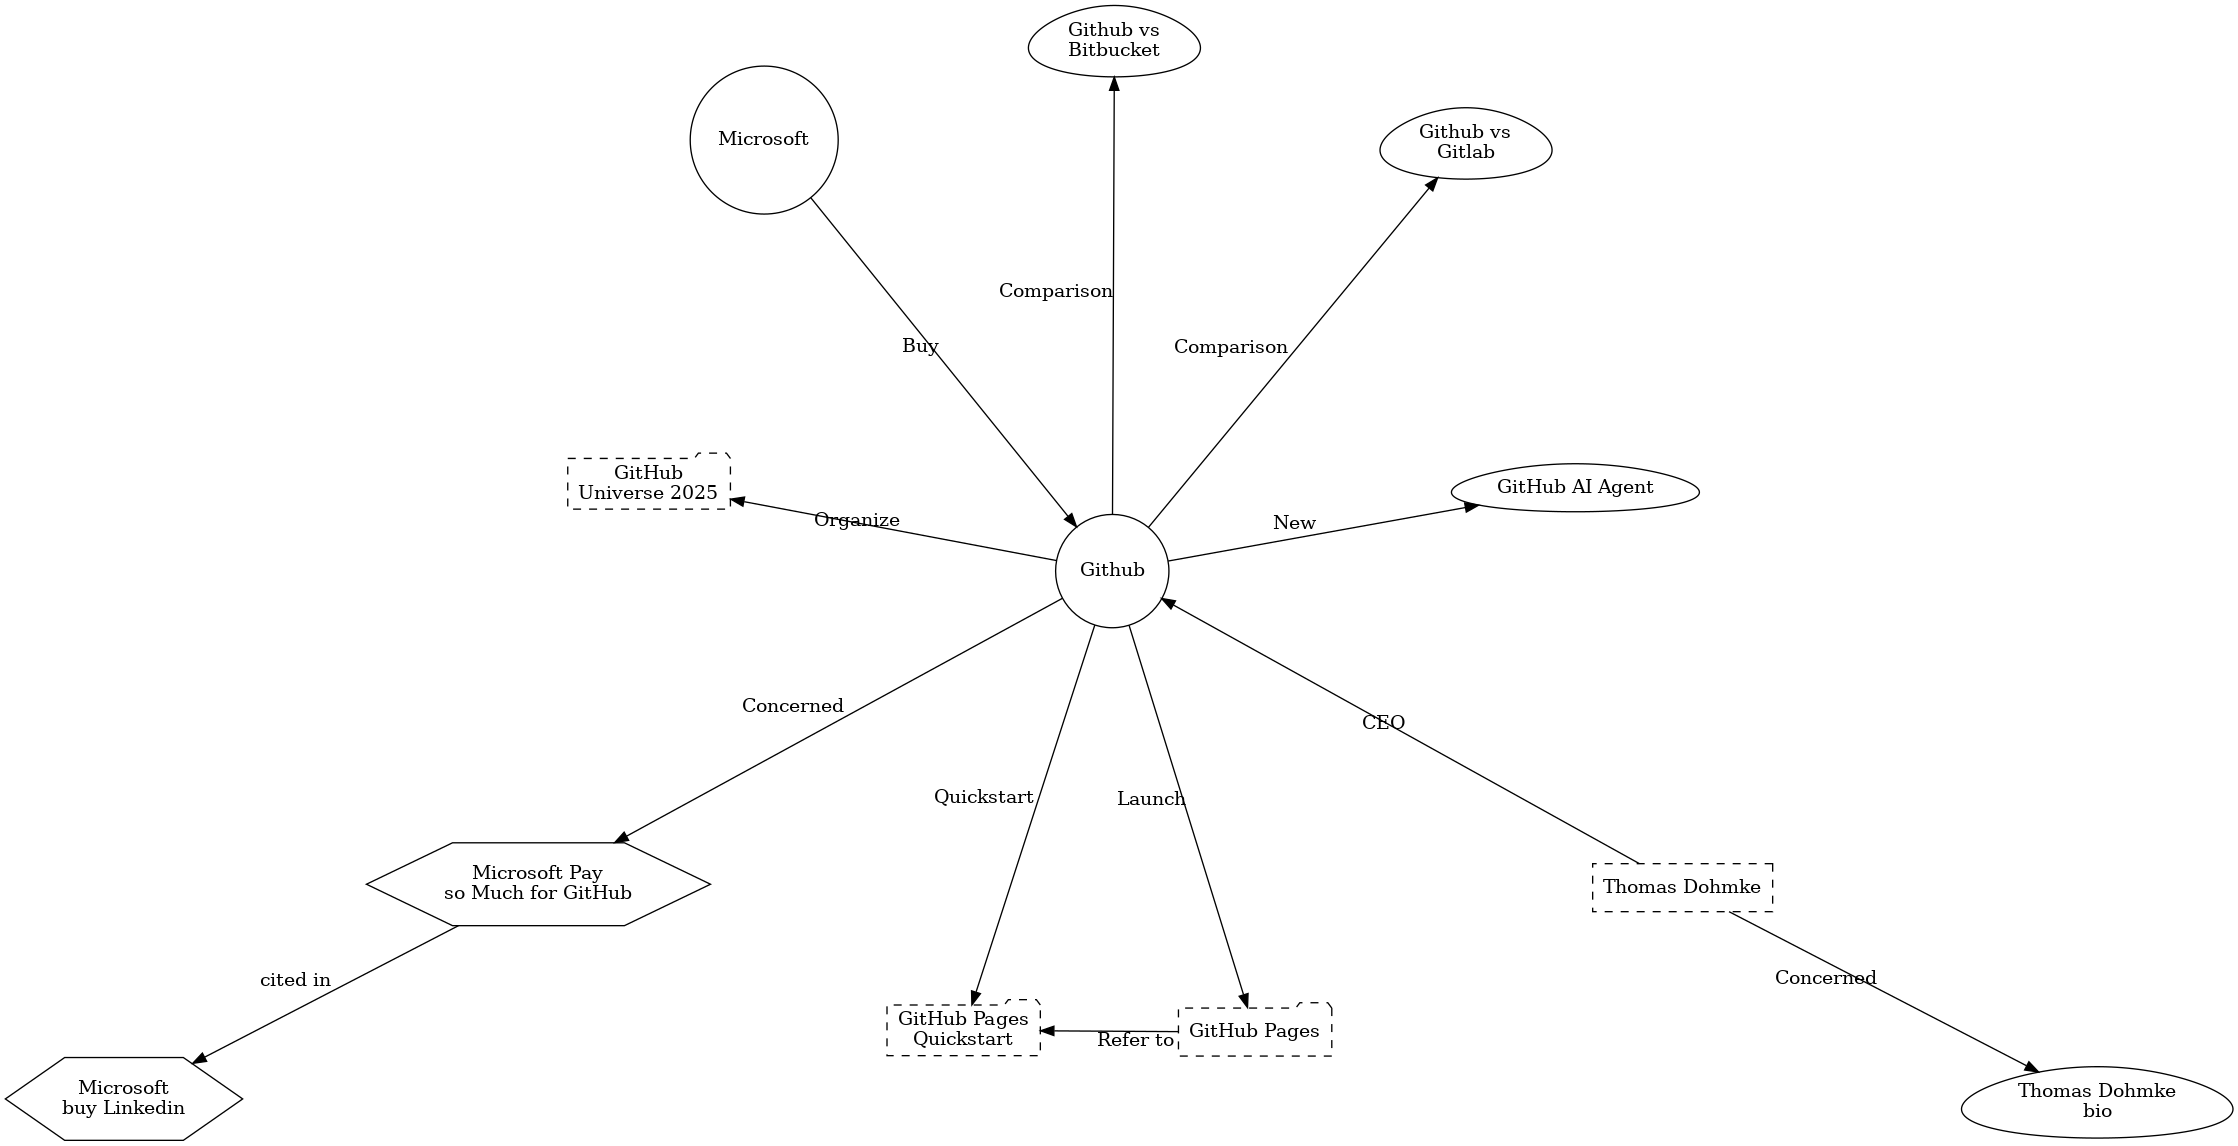 Github vs
Bitbucket
Microsoft
Github vs
Gitlab
Comparison
Buy
Comparison
GitHub
Universe 2025
GitHub AI Agent
Organize
New
Github
Concerned
CEO
Quickstart
Launch
Microsoft Pay
so Much for GitHub
Thomas Dohmke
cited in
Concerned
GitHub Pages
Quickstart
Refer to
GitHub Pages
Microsoft
buy Linkedin
Thomas Dohmke
bio